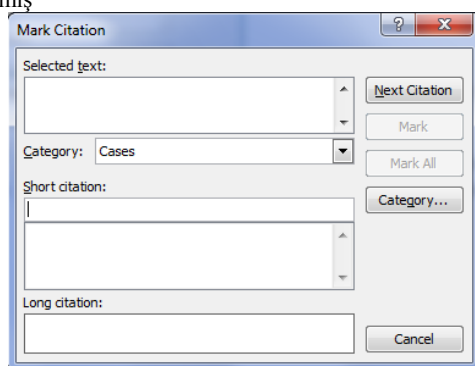 Mark Citation
Selected text:
Next Citation
Mark
Category: Cases
Mark All
Short citation:
Category...
Long citation:
Cancel